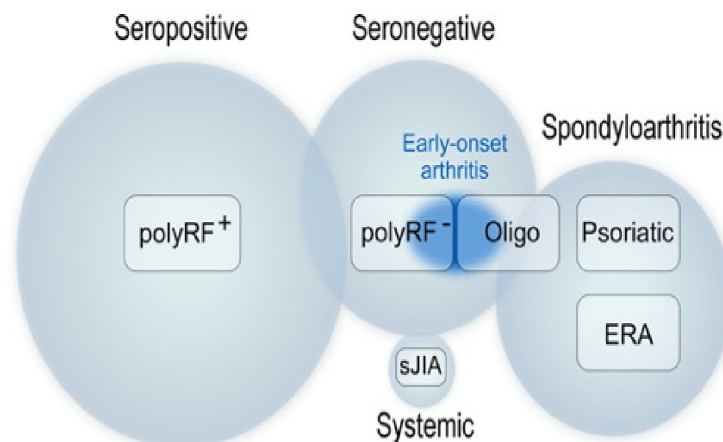 Seropositive
Seronegative
Spondyloarthritis
Early-onset
arthritis
polyRF+
polyRF-
Oligo
Psoriatic
ERA
sJIA
Systemic